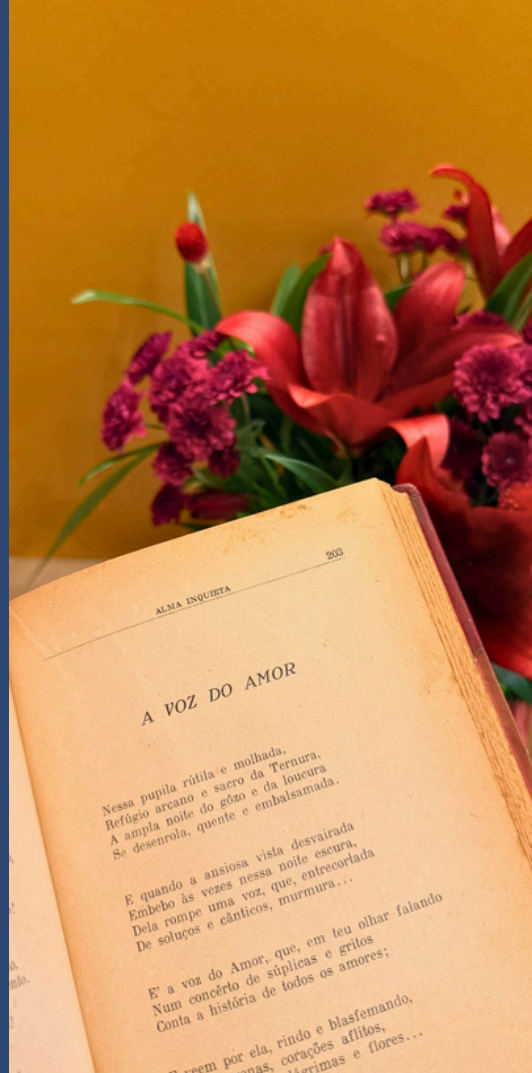 ALMA INQUIETA 203
A VOZ DO AMOR
Nessa pupila rútila e molhada,
Refúgio arcano e sacro da Ternura,
A ampla noite do gôzo e da loucura
Se desenrola, quente e embalsamada.
E quando a ansiosa vista desvairada
Embebo às vezes nessa noite escura,
Dela rompe uma voz, que, entrecortada
De soluços e cânticos, murmura...
E' a voz do Amor, que, em teu olhar falando
Num concêrto de súplicas e gritos
Conta a história de todos os amores;
por ela, rindo e blasfemando,
corações aflitos,
lágrimas e flores...